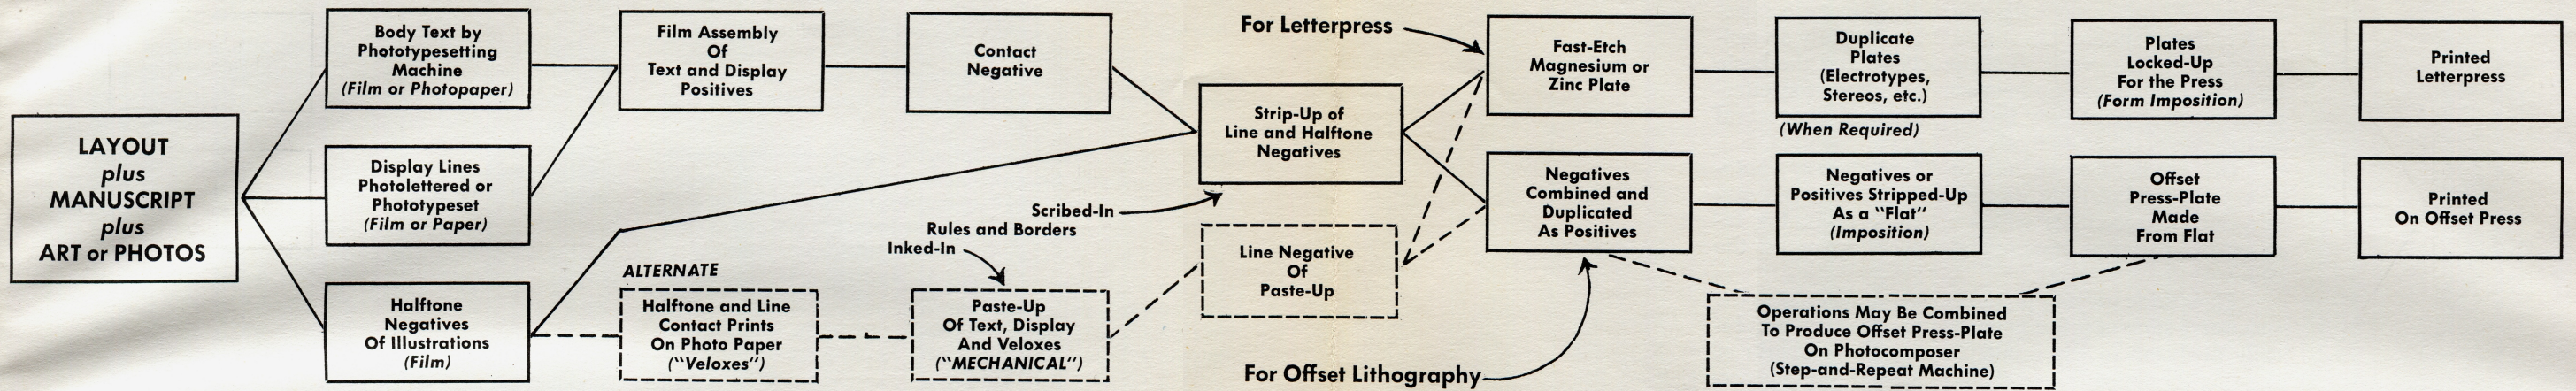 LAYOUT
plus
MANUSCRIPT
plus
ART or PHOTOS
Body Text by
Phototypesetting
Machine
(Film or Photopaper)
Display Lines
Photolettered or
Phototypeset
(Film or Paper)
Halftone
Negatives
Of Illustrations
(Film)
Film Assembly
Of
Text and Display
Positives
Contact
Negative
ALTERNATE
Halftone and Line
Contact Prints
On Photo Paper
("Veloxes")
Scribed-In
Rules and Borders
Inked-In
Paste-Up
Of Text, Display
And Veloxes
("MECHANICAL")
Strip-Up of
Line and Halftone
Negatives
Line Negative
Of
Paste-Up
For Letterpress
Fast-Etch
Magnesium or
Zinc Plate
Duplicate
Plates
(Electrotypes,
Stereos, etc.)
(When Required)
Plates
Locked-Up
For the Press
(Form Imposition)
Printed
Letterpress
For Offset Lithography
Negatives
Combined and
Duplicated
As Positives
Negatives or
Positives Stripped-Up
As a "Flat"
(Imposition)
Offset
Press-Plate
Made
From Flat
Printed
On Offset Press
Operations May Be Combined
To Produce Offset Press-Plate
On Photocomposer
(Step-and-Repeat Machine)